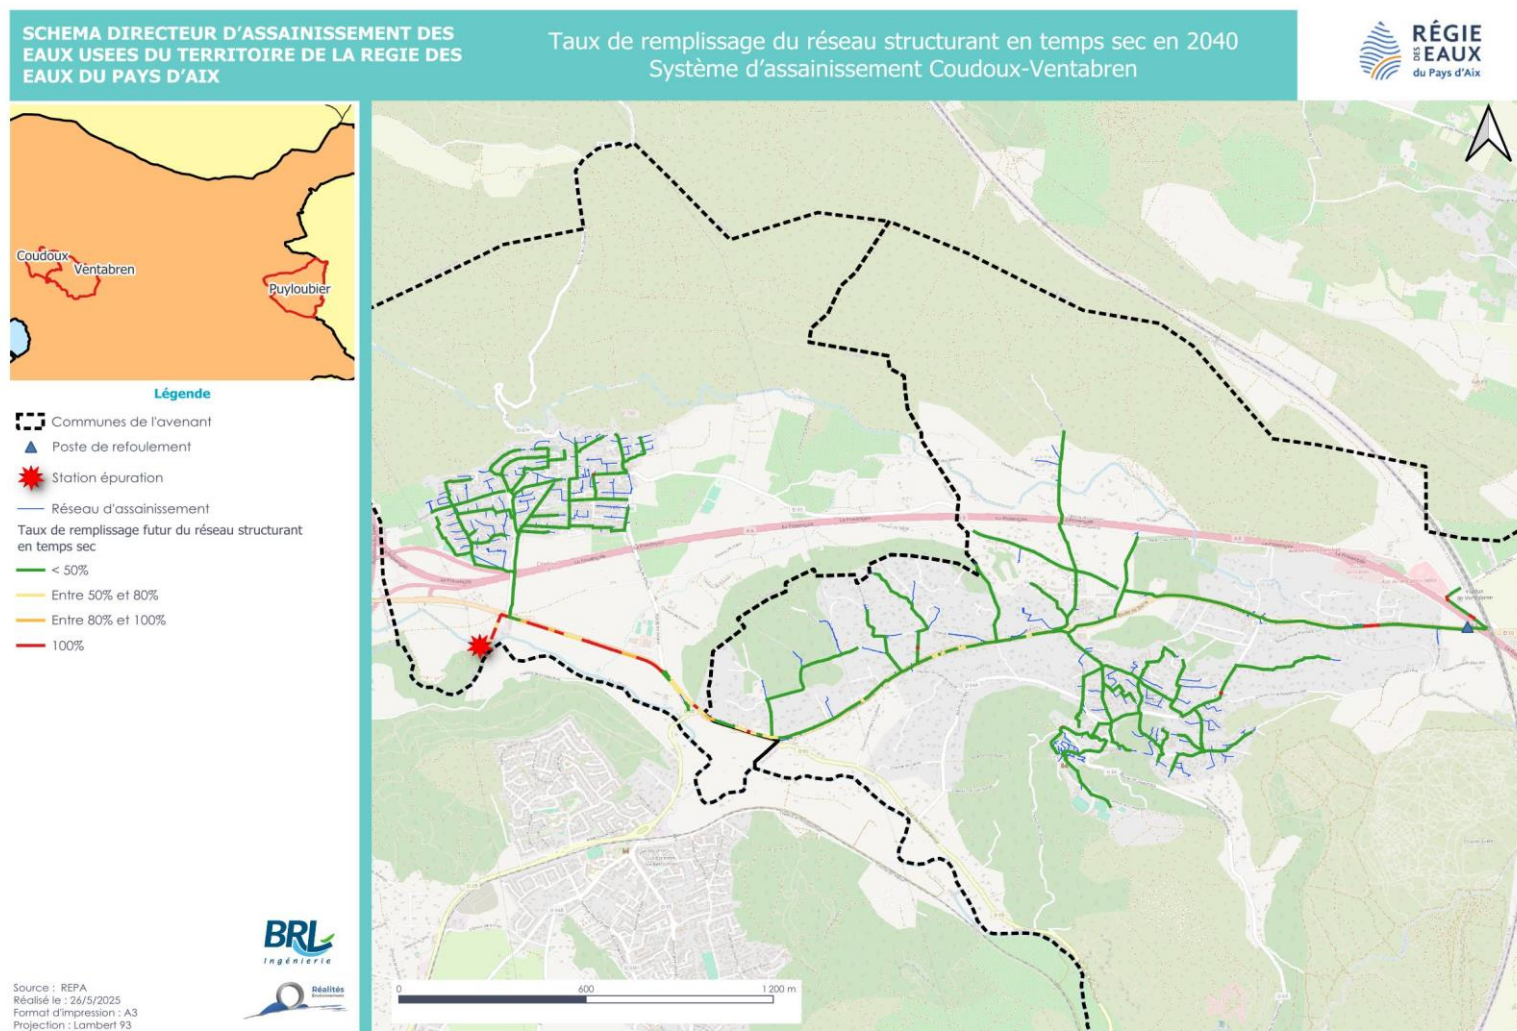 SCHEMA DIRECTEUR D'ASSAINISSEMENT DES
EAUX USEES DU TERRITOIRE DE LA REGIE DES
EAUX DU PAYS D'AIX
Taux de remplissage du réseau structurant en temps sec en 2040
Système d'assainissement Coudoux-Ventabren
RÉGIE
DES EAUX
du Pays d'Aix
Coudoux
Ventabren
Puyloubier
Légende
Communes de l'avenant
Poste de refoulement
Station épuration
Réseau d'assainissement
Taux de remplissage futur du réseau structurant
en temps sec
< 50%
Entre 50% et 80%
Entre 80% et 100%
100%
BRL
Ingénierie
Réalités
Environnement
Source : REPA
Réalisé le : 26/5/2025
Format d'impression : A3
Projection : Lambert 93
0
600
1 200 m